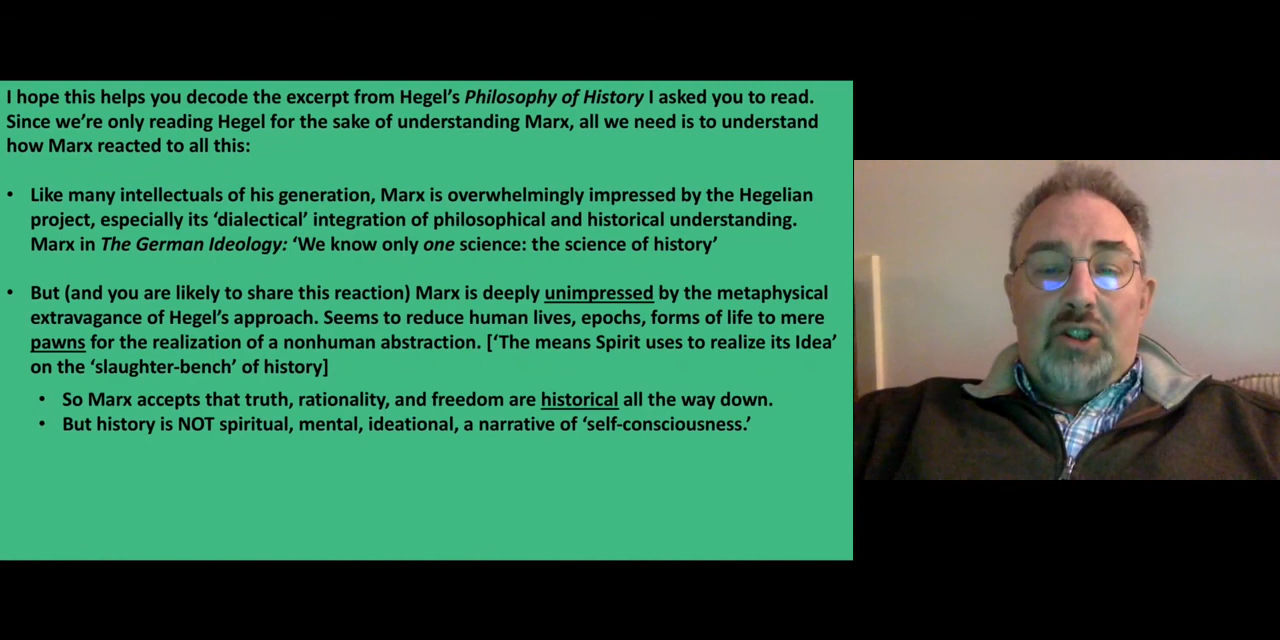 I hope this helps you decode the excerpt from Hegel’s Philosophy of History I asked you to read.
Since we’re only reading Hegel for the sake of understanding Marx, all we need is to understand
how Marx reacted to all this:
• Like many intellectuals of his generation, Marx is overwhelmingly impressed by the Hegelian
project, especially its ‘dialectical’ integration of philosophical and historical understanding.
Marx in The German Ideology: ‘We know only one science: the science of history’
• But (and you are likely to share this reaction) Marx is deeply unimpressed by the metaphysical
extravagance of Hegel’s approach. Seems to reduce human lives, epochs, forms of life to mere
pawns for the realization of a nonhuman abstraction. [‘The means Spirit uses to realize its Idea’
on the ‘slaughter-bench’ of history]
• So Marx accepts that truth, rationality, and freedom are historical all the way down.
• But history is NOT spiritual, mental, ideational, a narrative of ‘self-consciousness.’